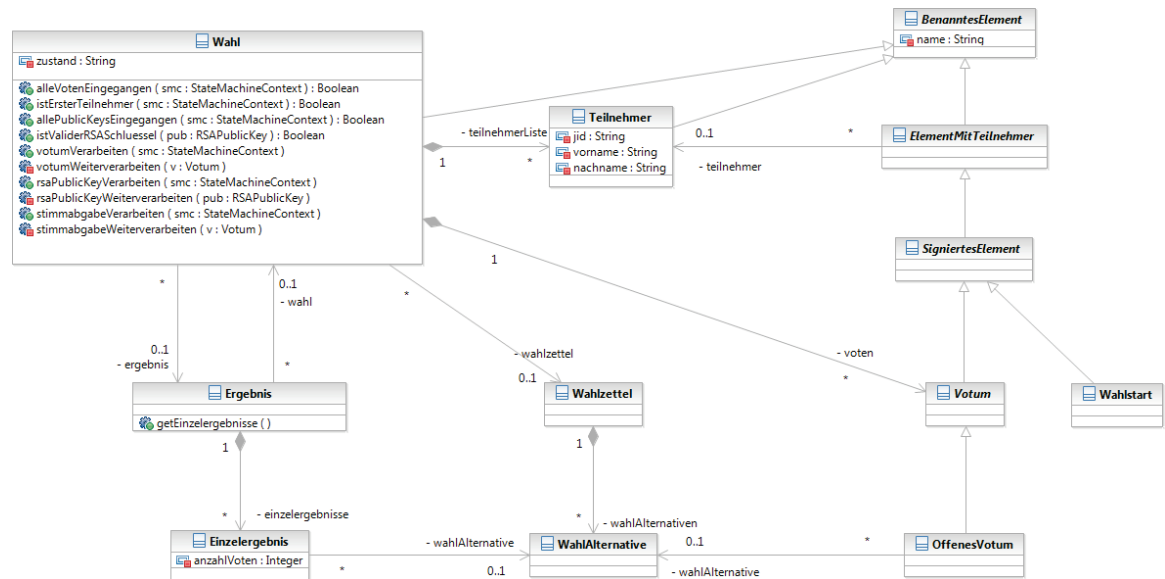 BenanntesElement
name : String
Wahl
zustand : String
alleVotenEingegangen ( smc : StateMachineContext ) : Boolean
istErsterTeilnehmer ( smc : StateMachineContext ) : Boolean
allePublicKeysEingegangen ( smc : StateMachineContext ) : Boolean
istValiderRSASchluessel ( pub : RSAPublicKey ) : Boolean
votumVerarbeiten ( smc : StateMachineContext )
votumWeiterverarbeiten ( v : Votum )
rsaPublicKeyVerarbeiten ( smc : StateMachineContext )
rsaPublicKeyWeiterverarbeiten ( pub : RSAPublicKey )
stimmabgabeVerarbeiten ( smc : StateMachineContext )
stimmabgabeWeiterverarbeiten ( v : Votum )
- teilnehmerListe
1
*
Teilnehmer
jid : String
vorname : String
nachname : String
0..1
*
- teilnehmer
ElementMitTeilnehmer
SigniertesElement
1
*
0..1
- wahl
*
0..1
- ergebnis
*
- wahlzettel
0..1
- voten
*
Ergebnis
getEinzelergebnisse ( )
Wahlzettel
Votum
Wahlstart
1
1
*
- einzelergebnisse
*
- wahlAlternativen
Einzelergebnis
anzahlVoten : Integer
- wahlAlternative
*
0..1
WahlAlternative
0..1
*
- wahlAlternative
OffenesVotum